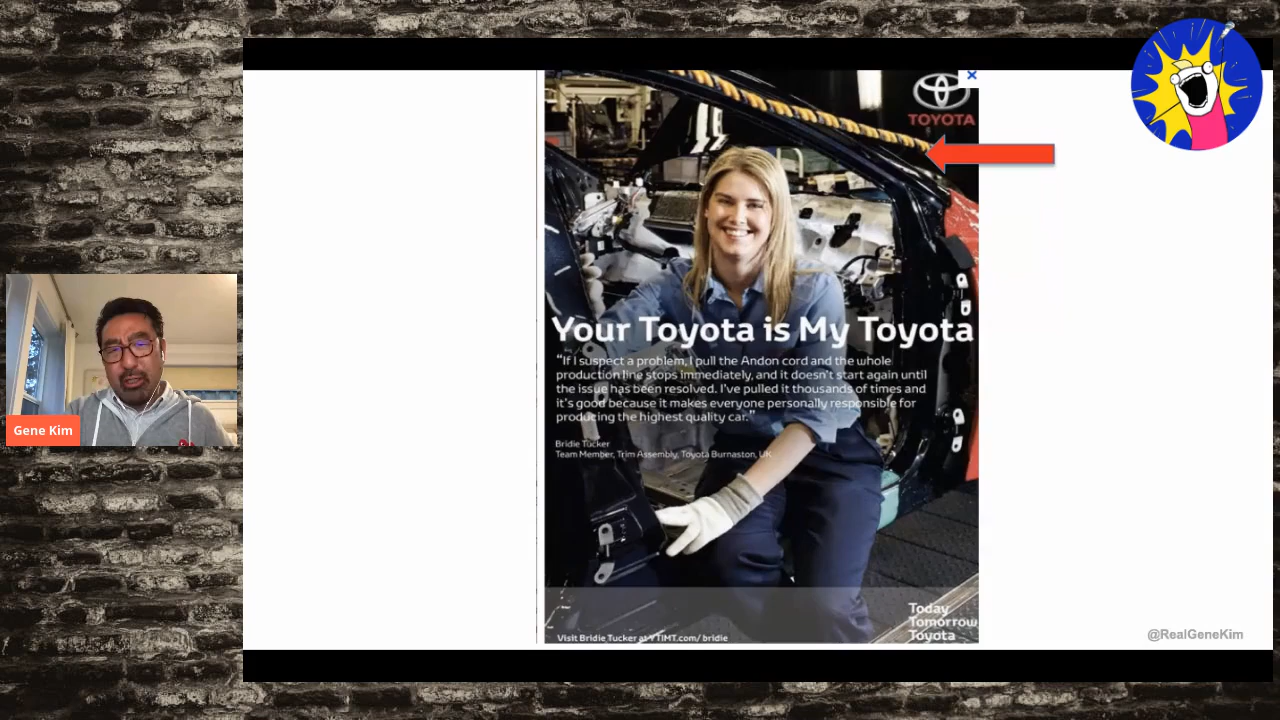 TOYOTA
Your Toyota is My Toyota
“If I suspect a problem, I pull the Andon cord and the whole
production line stops immediately, and it doesn't start again until
the issue has been resolved. I've pulled it thousands of times and
it's good because it makes everyone personally responsible for
producing the highest quality car.”
Bridie Tucker
Team Member, Trim Assembly, Toyota Burnaston, UK
Gene Kim
Today
Tomorrow
Toyota
Visit Bridie Tucker at YTIMT.com/ bridie
@RealGeneKim